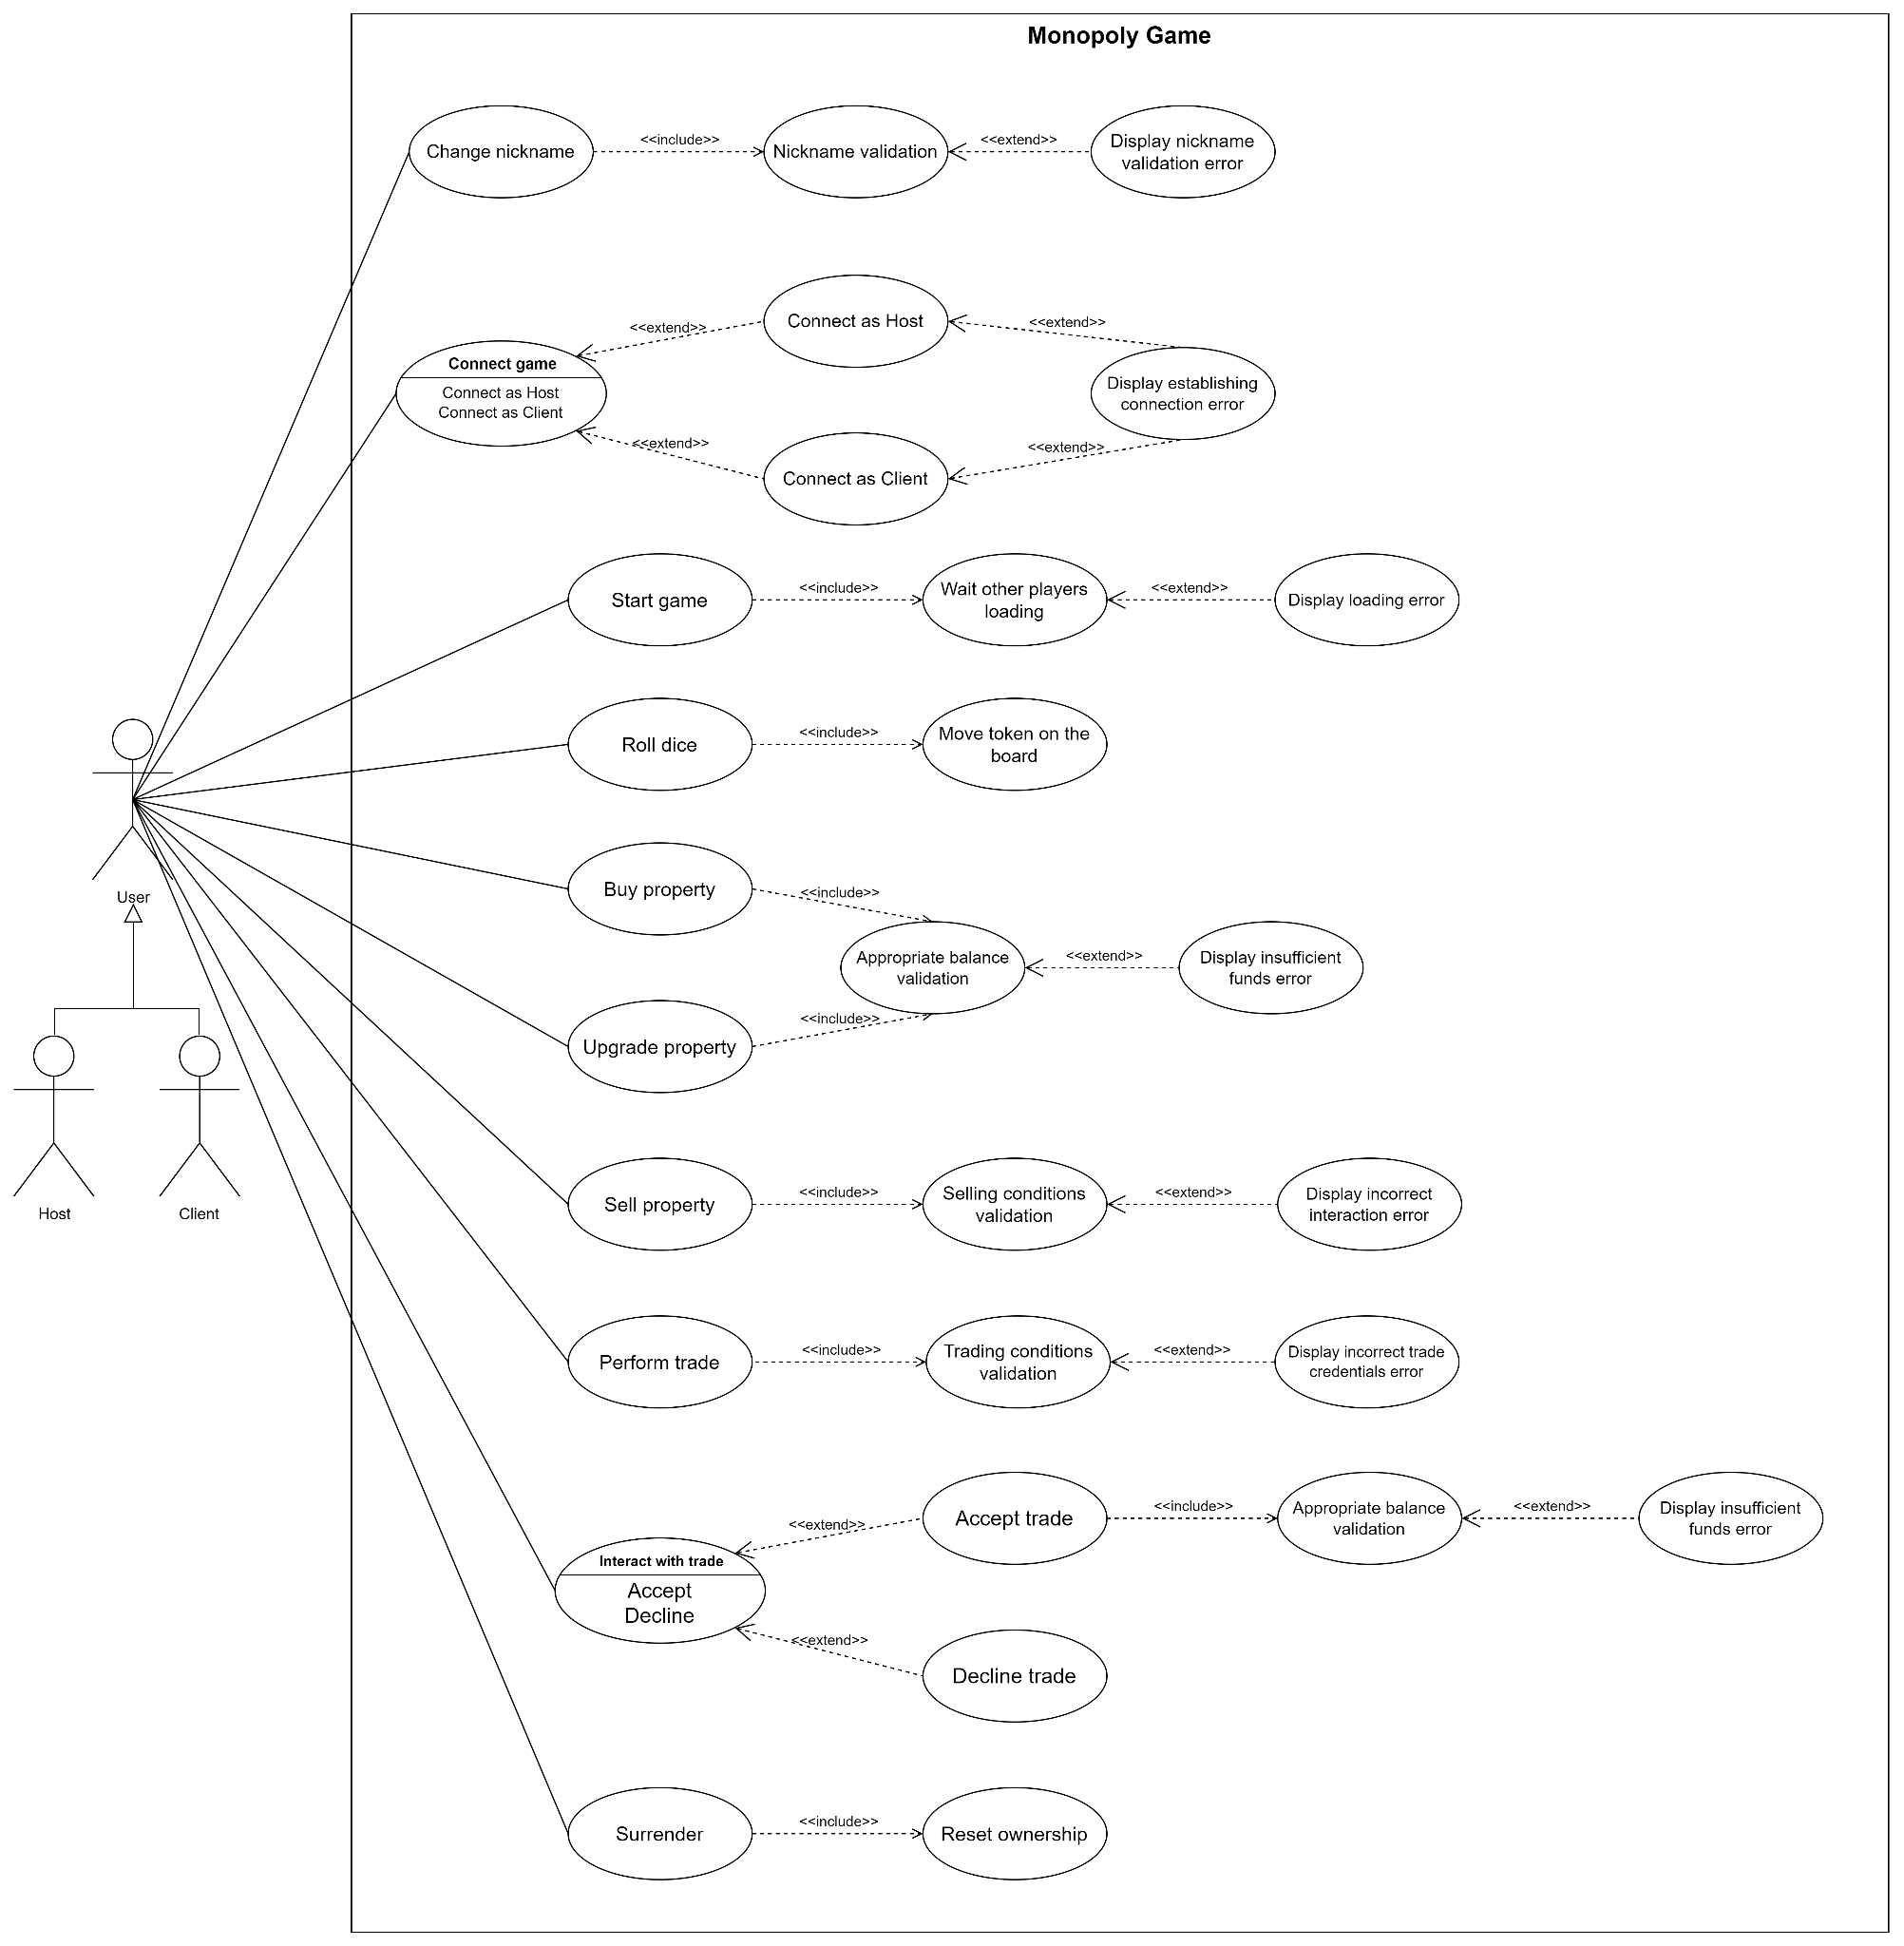 Monopoly Game
Change nickname
<<include>>
Nickname validation
<<extend>>
Display nickname
validation error
Connect game
Connect as Host
Connect as Client
<<extend>>
Connect as Host
<<extend>>
Display establishing
connection error
<<extend>>
Connect as Client
<<extend>>
Start game
<<include>>
Wait other players
loading
<<extend>>
Display loading error
Roll dice
<<include>>
Move token on the
board
User
Host
Client
Buy property
<<include>>
Appropriate balance
validation
<<extend>>
Display insufficient
funds error
Upgrade property
<<include>>
Sell property
<<include>>
Selling conditions
validation
<<extend>>
Display incorrect
interaction error
Perform trade
<<include>>
Trading conditions
validation
<<extend>>
Display incorrect trade
credentials error
Interact with trade
Accept
Decline
<<extend>>
Accept trade
<<include>>
Appropriate balance
validation
<<extend>>
Display insufficient
funds error
<<extend>>
Decline trade
Surrender
<<include>>
Reset ownership